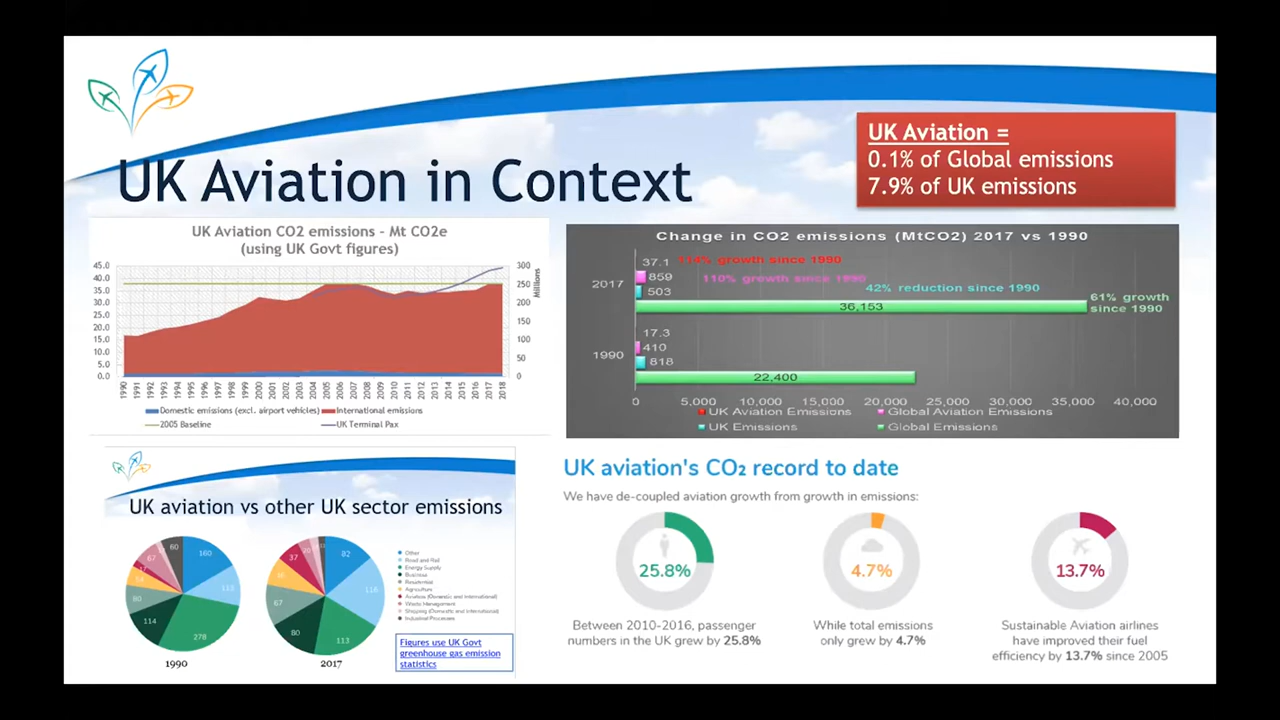 UK Aviation in Context
UK Aviation =
0.1% of Global emissions
7.9% of UK emissions
UK Aviation CO2 emissions - Mt CO2e
(using UK Govt figures)
45.0
40.0
35.0
30.0
25.0
20.0
15.0
10.0
5.0
0.0
300
250
200
150
100
50
0
Millions
1990 1991 1992 1993 1994 1995 1996 1997 1998 1999 2000 2001 2002 2003 2004 2005 2006 2007 2008 2009 2010 2011 2012 2013 2014 2015 2016 2017 2018
Domestic emissions (excl. airport vehicles) International emissions
2005 Baseline UK Terminal Pax
Change in CO2 emissions (MtCO2) 2017 vs 1990
37.1 114% growth since 1990
859 110% growth since 1990
2017
503 42% reduction since 1990
36,153 61% growth
since 1990
17.3
1990 410
818
22,400
0 5,000 10,000 15,000 20,000 25,000 30,000 35,000 40,000
UK Aviation Emissions Global Aviation Emissions
UK Emissions Global Emissions
UK aviation vs other UK sector emissions
60 160 67 80 114 278
1990
37 82 116 67 80 113
2017
Other
Road and Rail
Energy Supply
Business
Residential
Agriculture
Aviation (Domestic and International)
Waste Management
Shipping (Domestic and International)
Industrial Processes
Figures use UK Govt
greenhouse gas emission
statistics
UK aviation's CO₂ record to date
We have de-coupled aviation growth from growth in emissions:
25.8%
Between 2010-2016, passenger
numbers in the UK grew by 25.8%
4.7%
While total emissions
only grew by 4.7%
13.7%
Sustainable Aviation airlines
have improved their fuel
efficiency by 13.7% since 2005